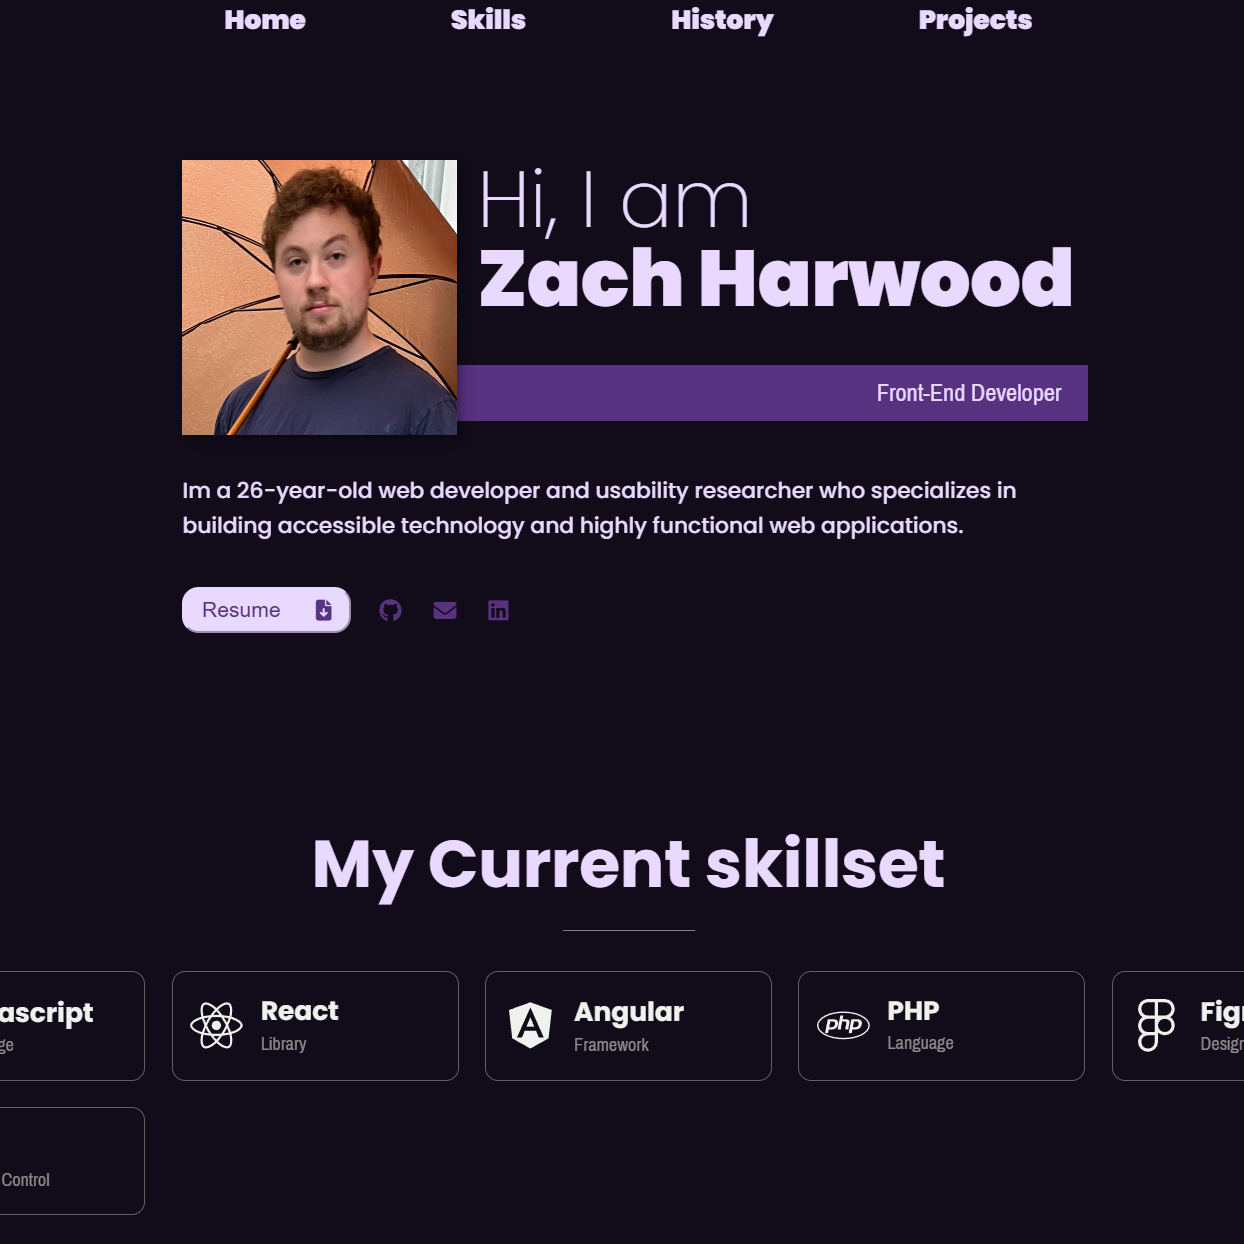 Home Skills History Projects
Hi, I am
Zach Harwood
Front-End Developer
Im a 26-year-old web developer and usability researcher who specializes in
building accessible technology and highly functional web applications.
Resume
in
My Current skillset
ascript
ge
React
Library
A
Angular
Framework
php
PHP
Language
Fig
Design
Control